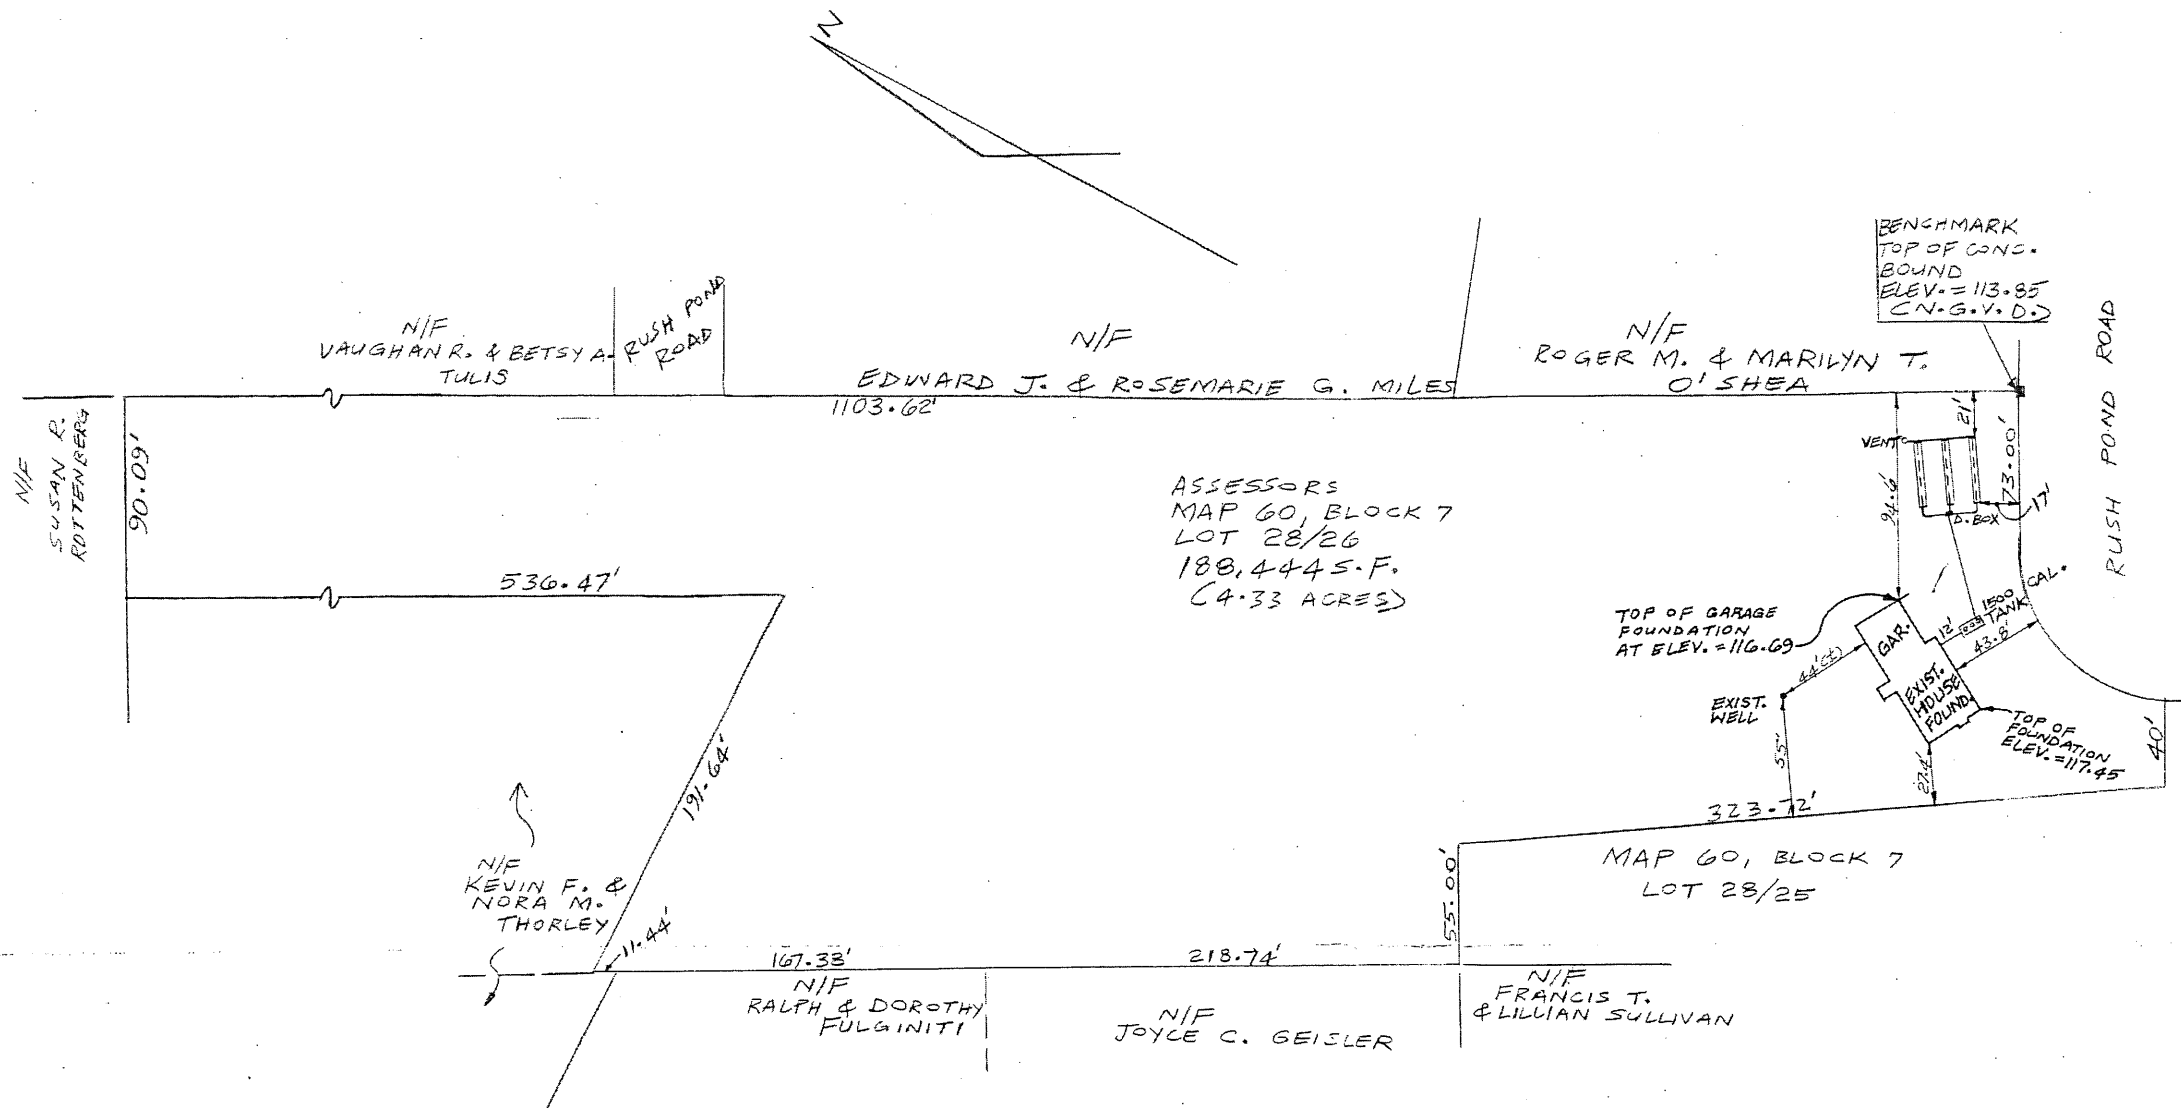 N
BENCHMARK
TOP OF CONC.
BOUND
ELEV. = 113.85
(N.G.V.D.)
N/F
VAUGHAN R. & BETSY A.
TULIS
RUSH POND
ROAD
N/F
EDWARD J. & ROSEMARIE G. MILES
1103.62'
N/F
ROGER M. & MARILYN T.
O'SHEA
RUSH POND ROAD
N/F
SUSAN R.
ROTTENBERG
90.09'
536.47'
ASSESSORS
MAP 60, BLOCK 7
LOT 28/26
188,444 S.F.
(4.33 ACRES)
21'
VENT
73.00'
94.6'
D. BOX
17'
1500 GAL.
TANK
12'
43.8'
TOP OF GARAGE
FOUNDATION
AT ELEV. = 116.69
GAR.
44'(±)
EXIST.
HOUSE
FOUND.
EXIST.
WELL
TOP OF
FOUNDATION
ELEV. = 117.45
55'
27.4'
40'
323.72'
191.64'
MAP 60, BLOCK 7
LOT 28/25
55.00'
N/F
KEVIN F. &
NORA M.
THORLEY
11.44'
167.33'
218.74'
N/F
RALPH & DOROTHY
FULGINITI
N/F
JOYCE C. GEISLER
N/F
FRANCIS T.
& LILLIAN SULLIVAN